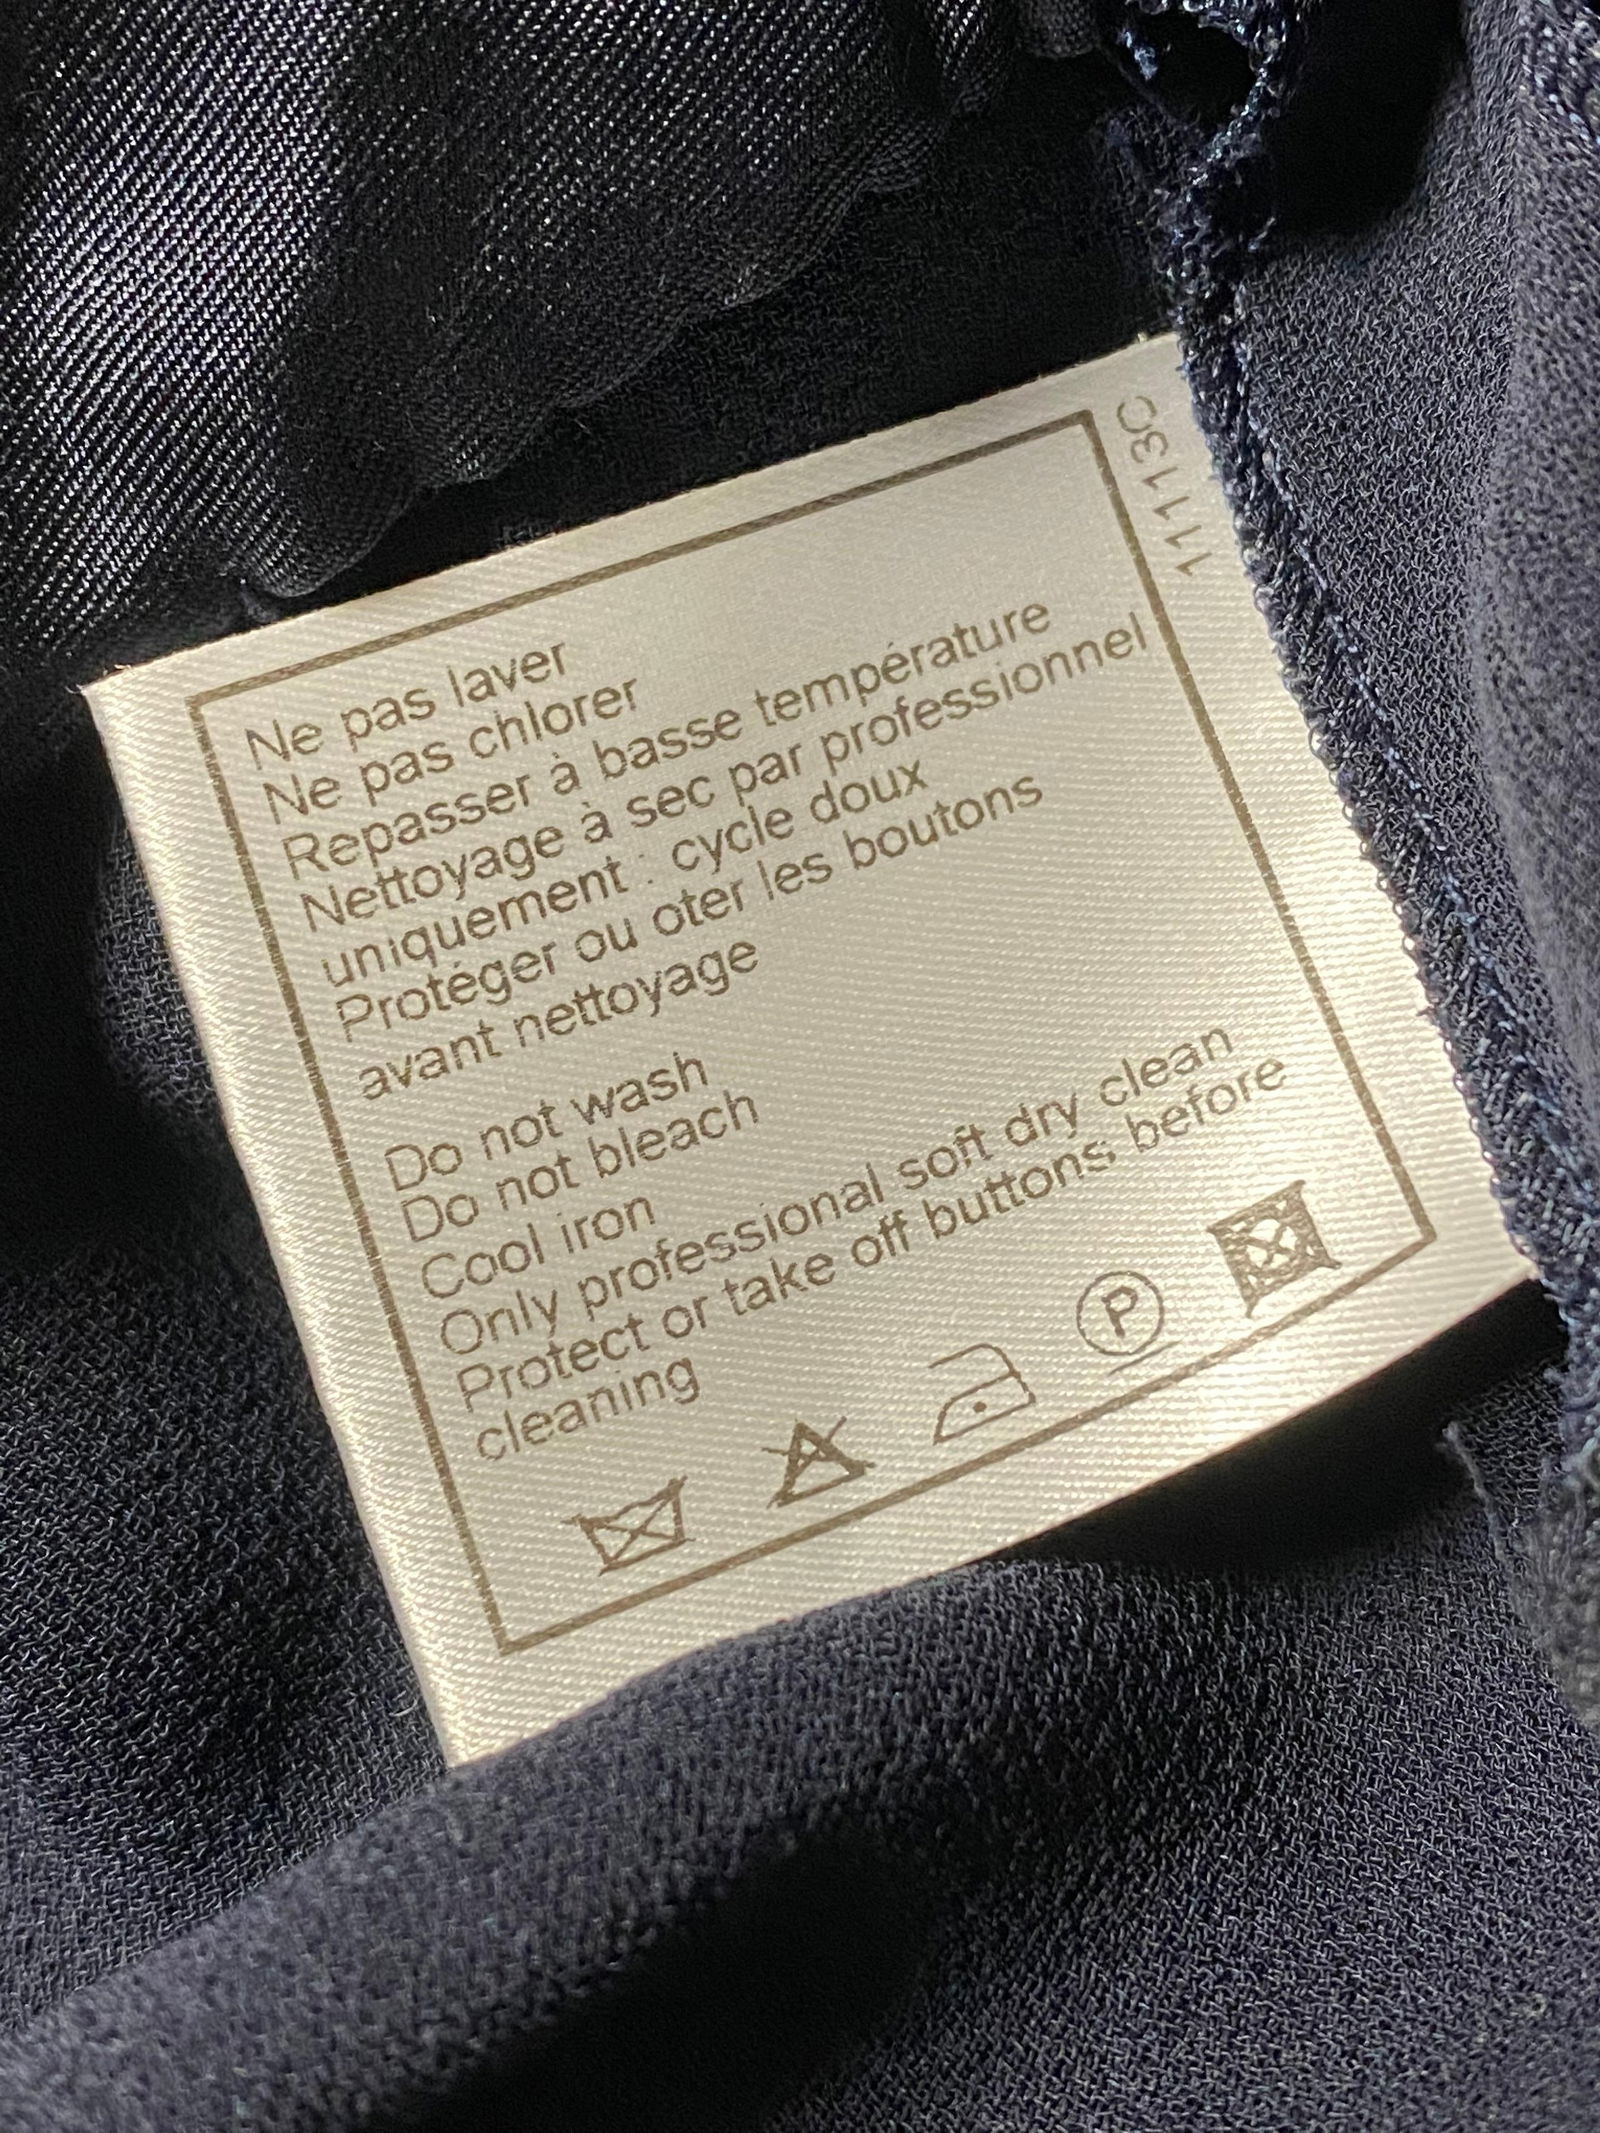 Ne pas laver
Ne pas chlorer
Repasser à basse température
Nettoyage à sec par professionnel
uniquement : cycle doux
Protéger ou oter les boutons
avant nettoyage
Do not wash
Do not bleach
Cool iron
Only professional soft dry clean
Protect or take off buttons before
cleaning
P
11113C